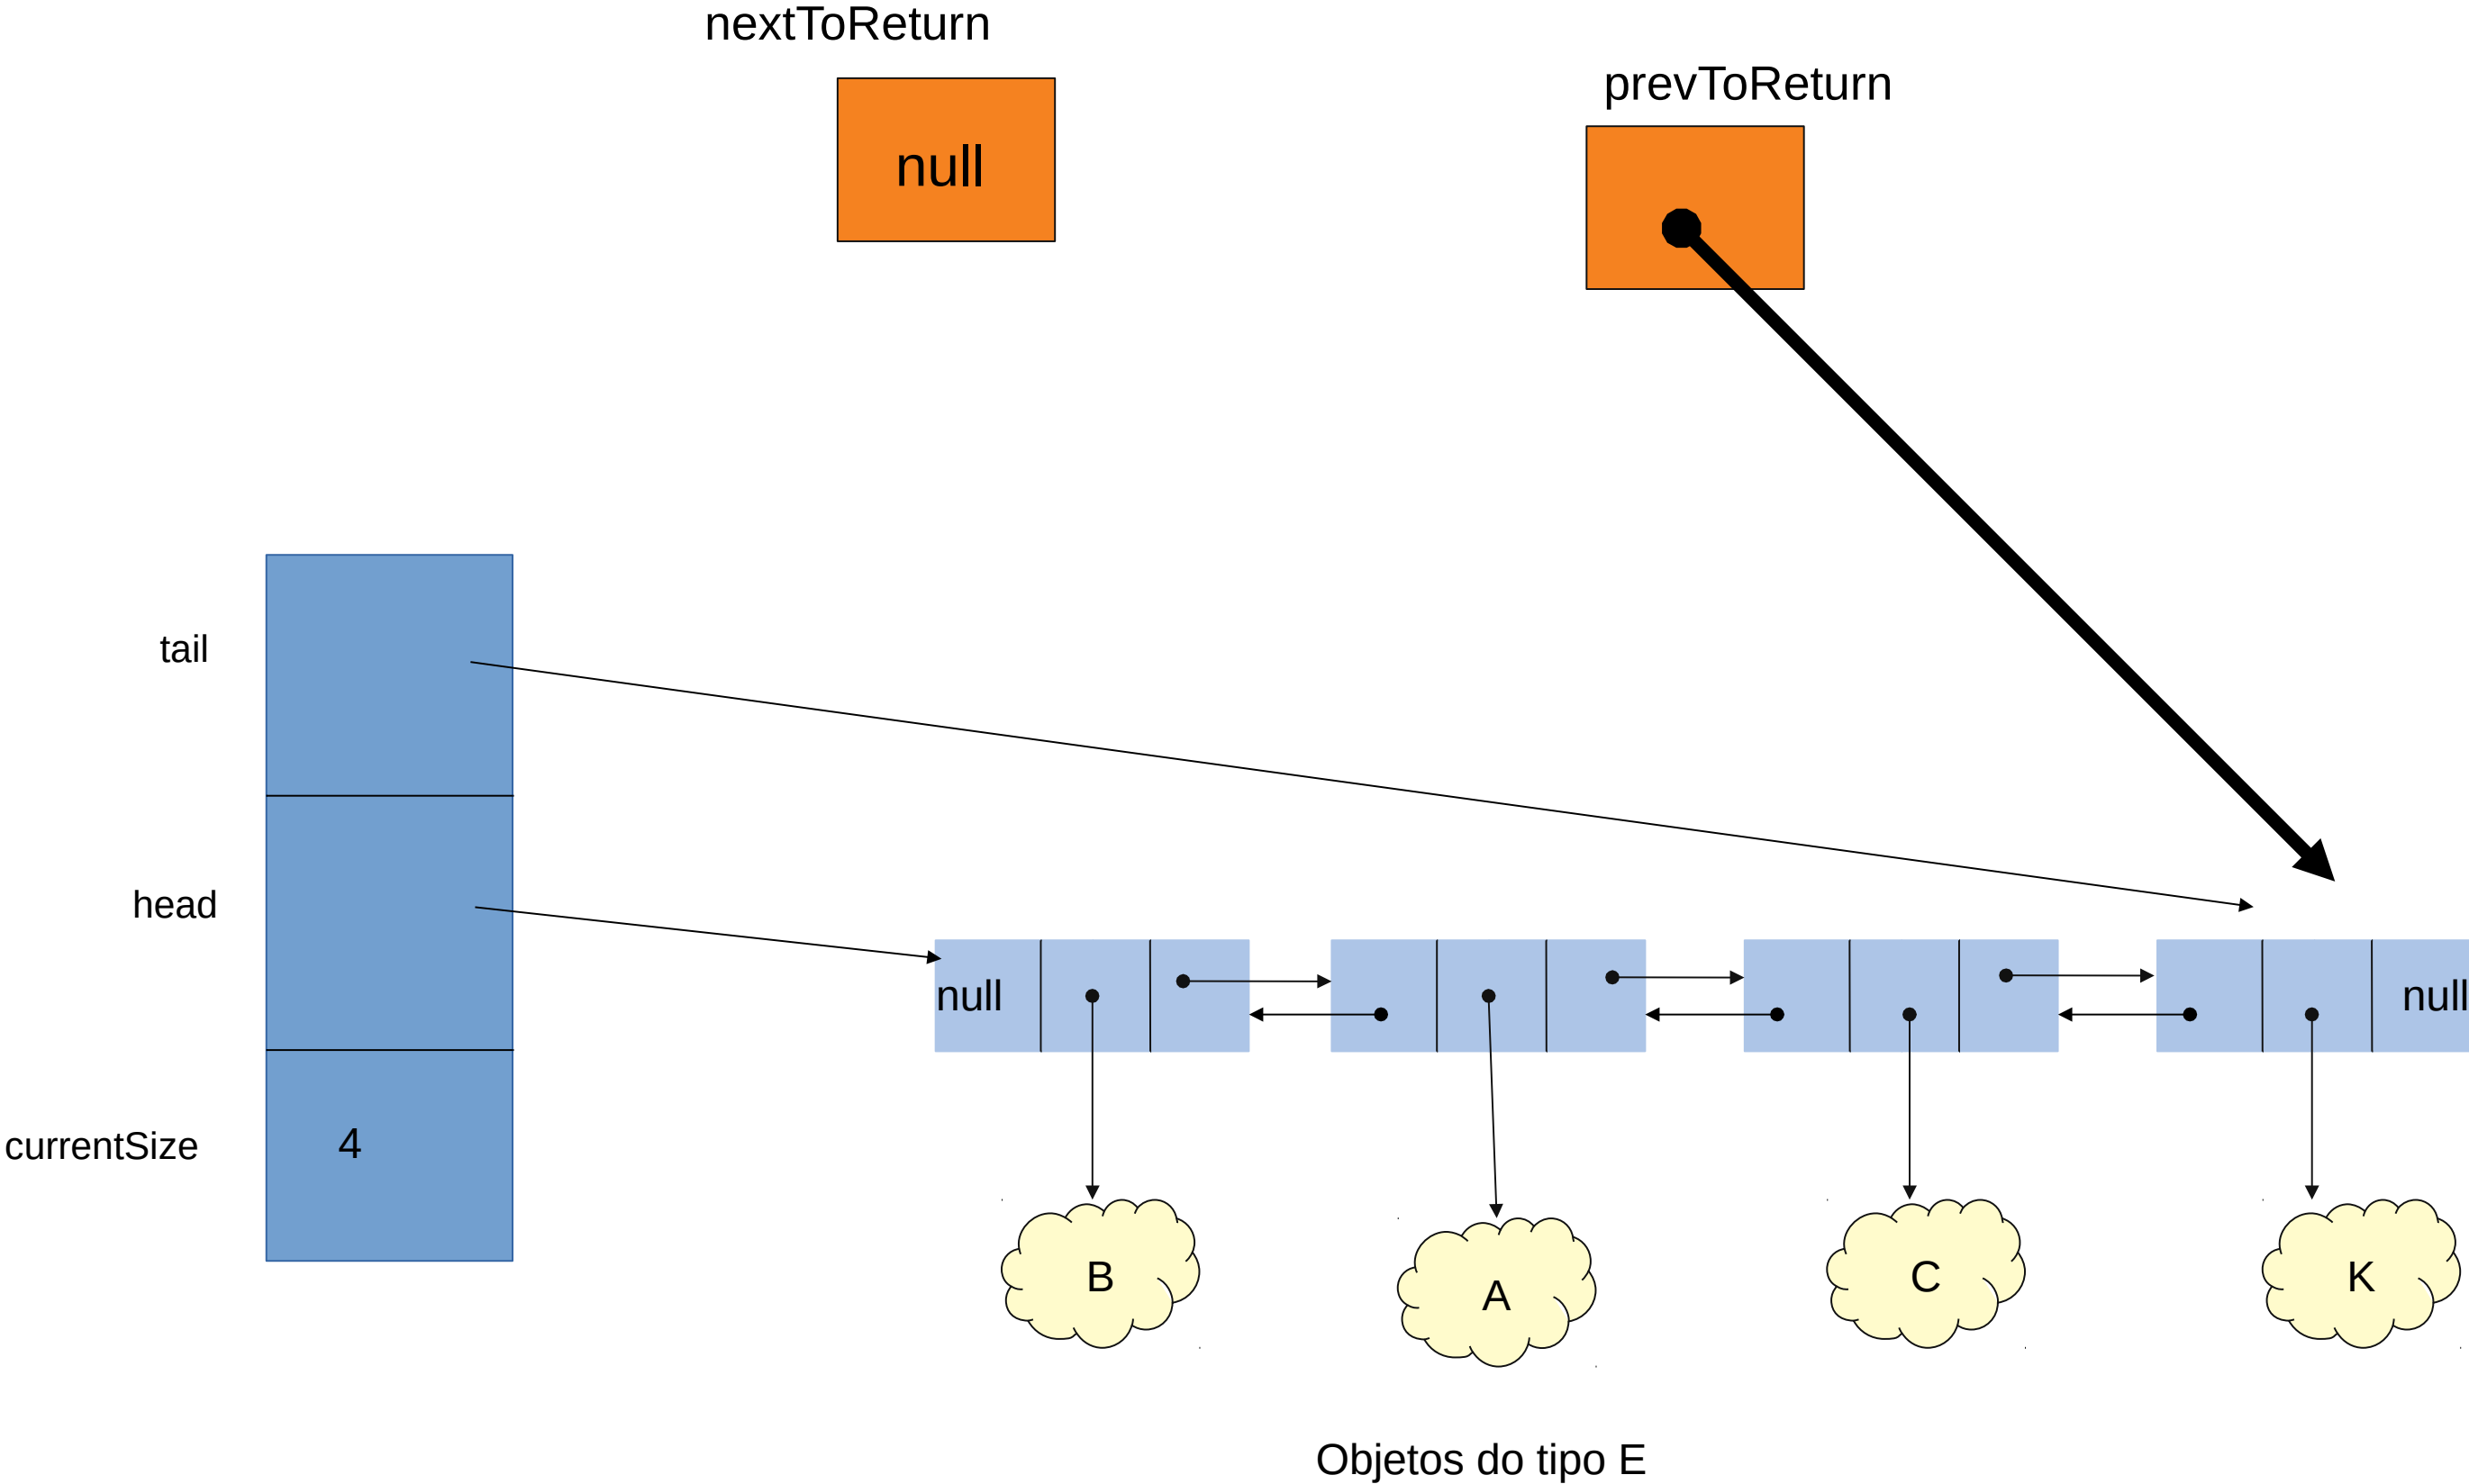 nextToReturn
prevToReturn
null
tail
head
null
null
currentSize
4
B
A
C
K
Objetos do tipo E